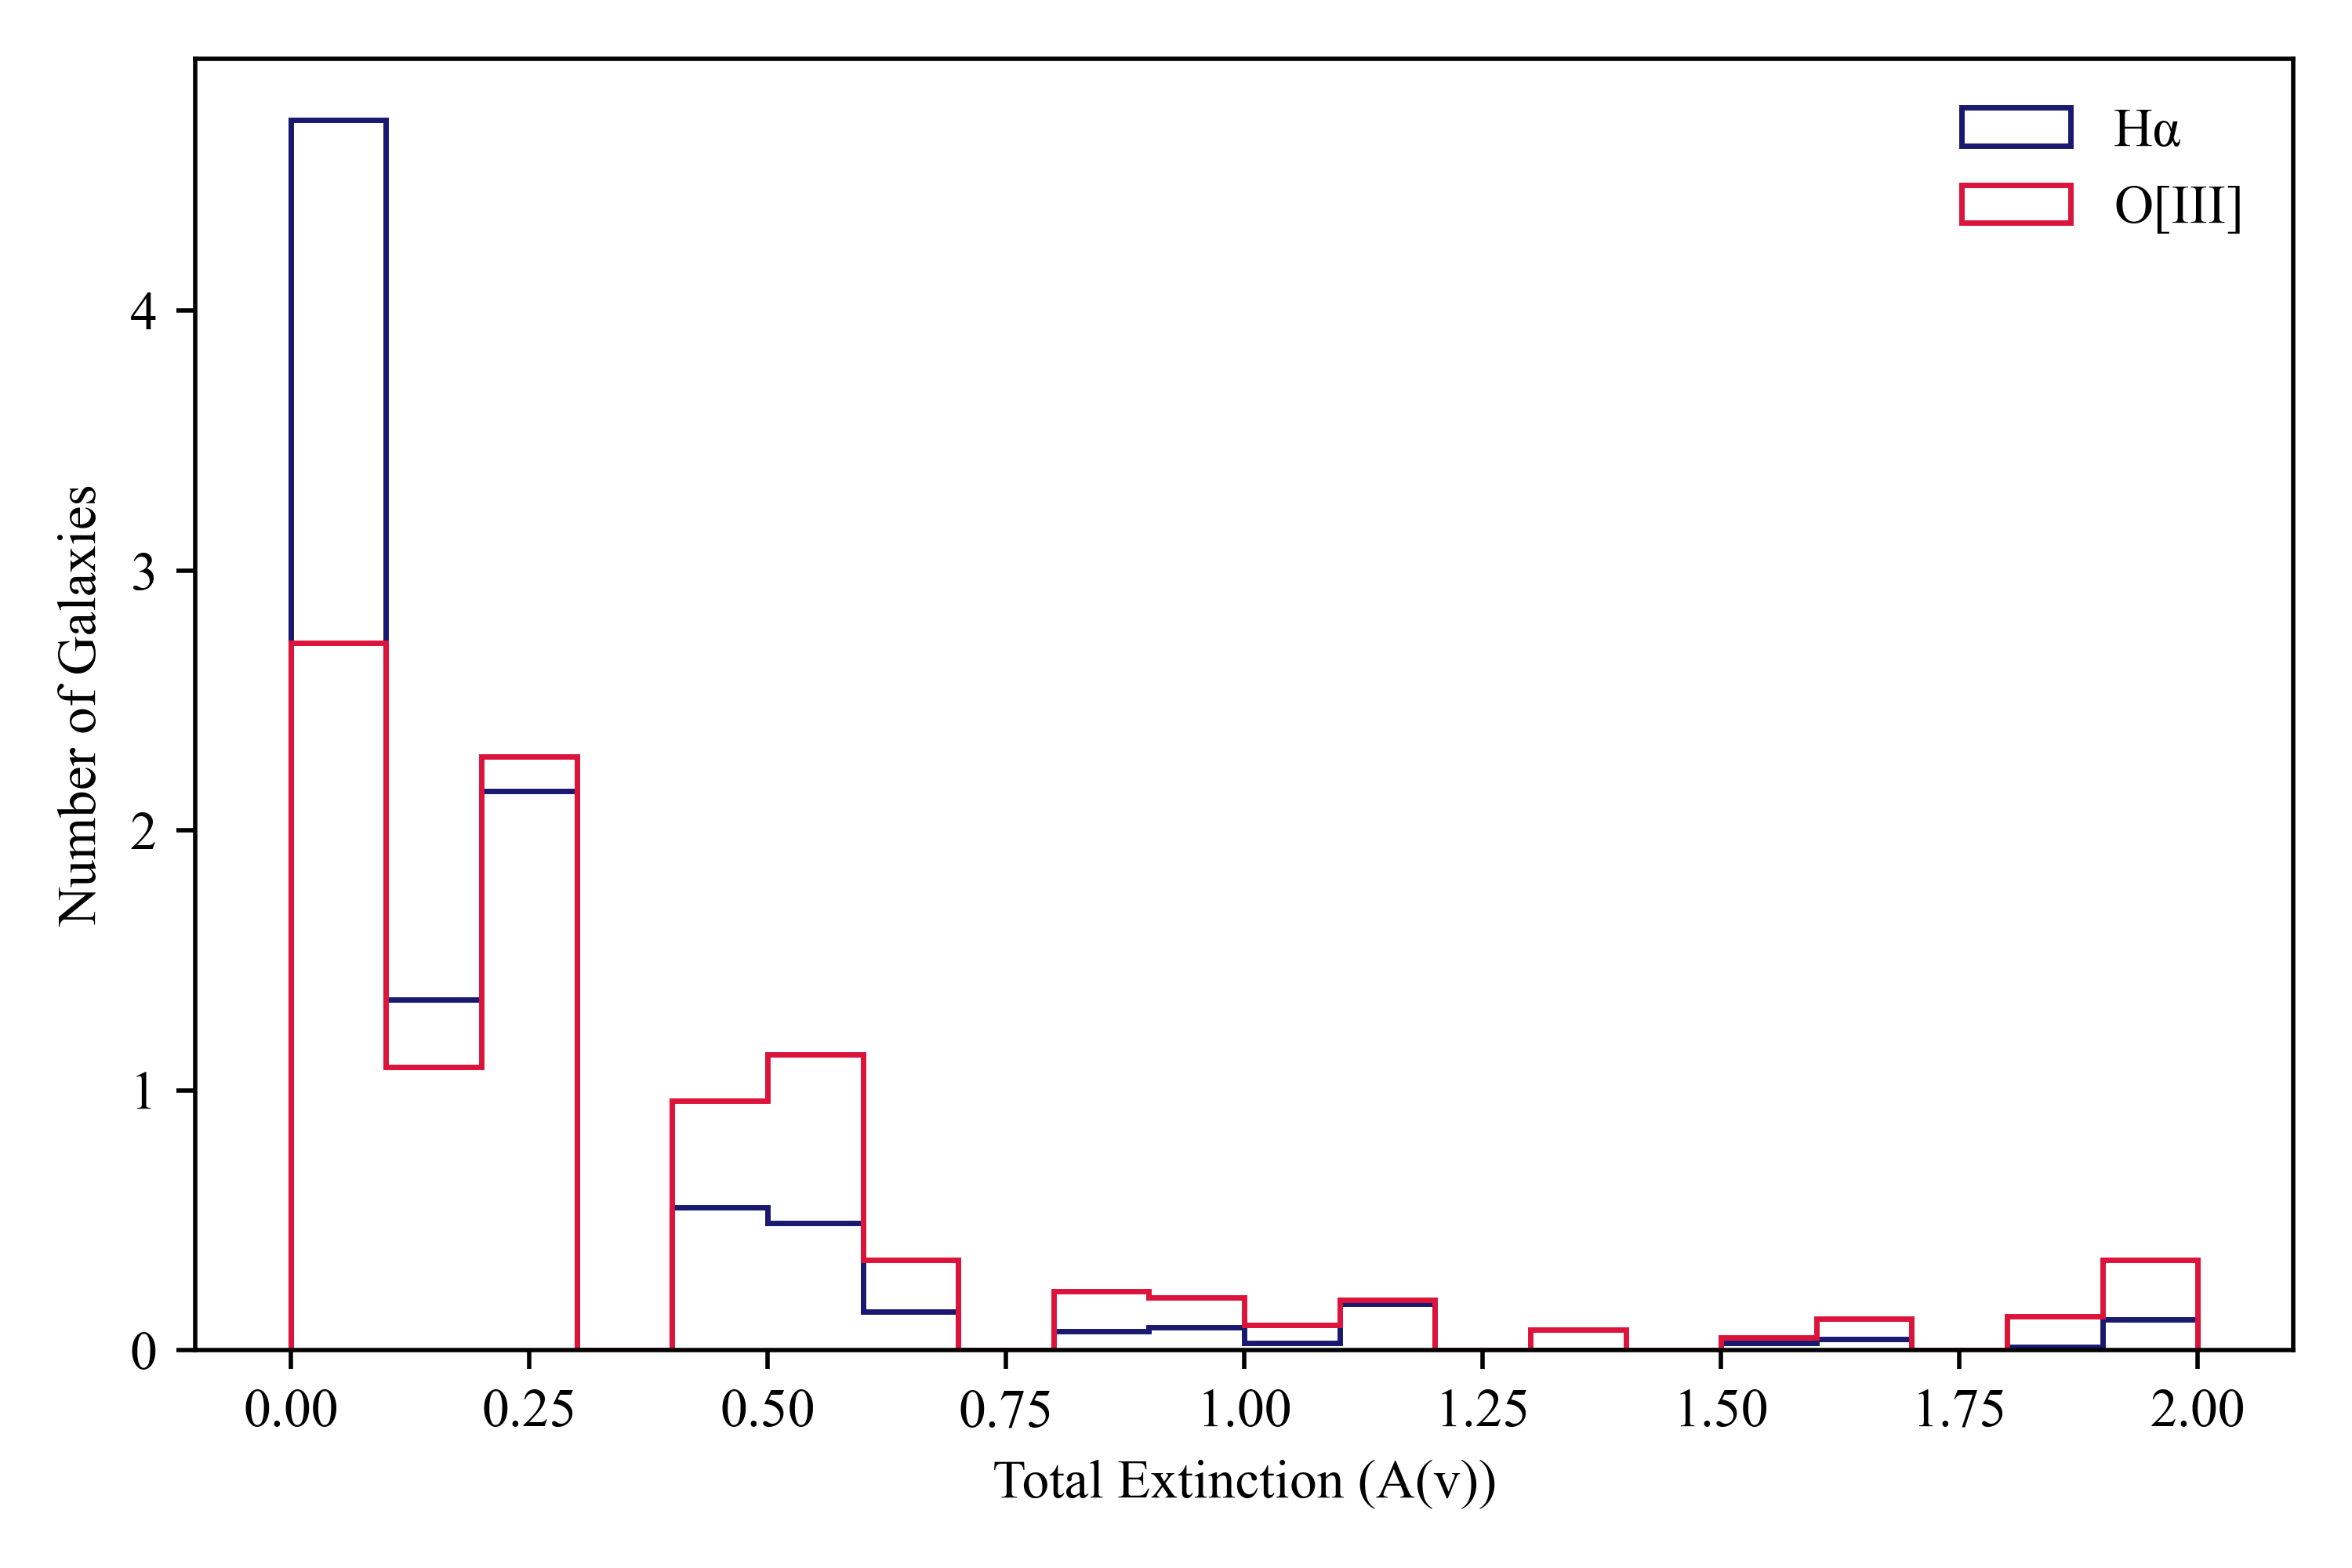 Hα
O[III]
4
3
2
1
0
Number of Galaxies
0.00 0.25 0.50 0.75 1.00 1.25 1.50 1.75 2.00
Total Extinction (A(v))